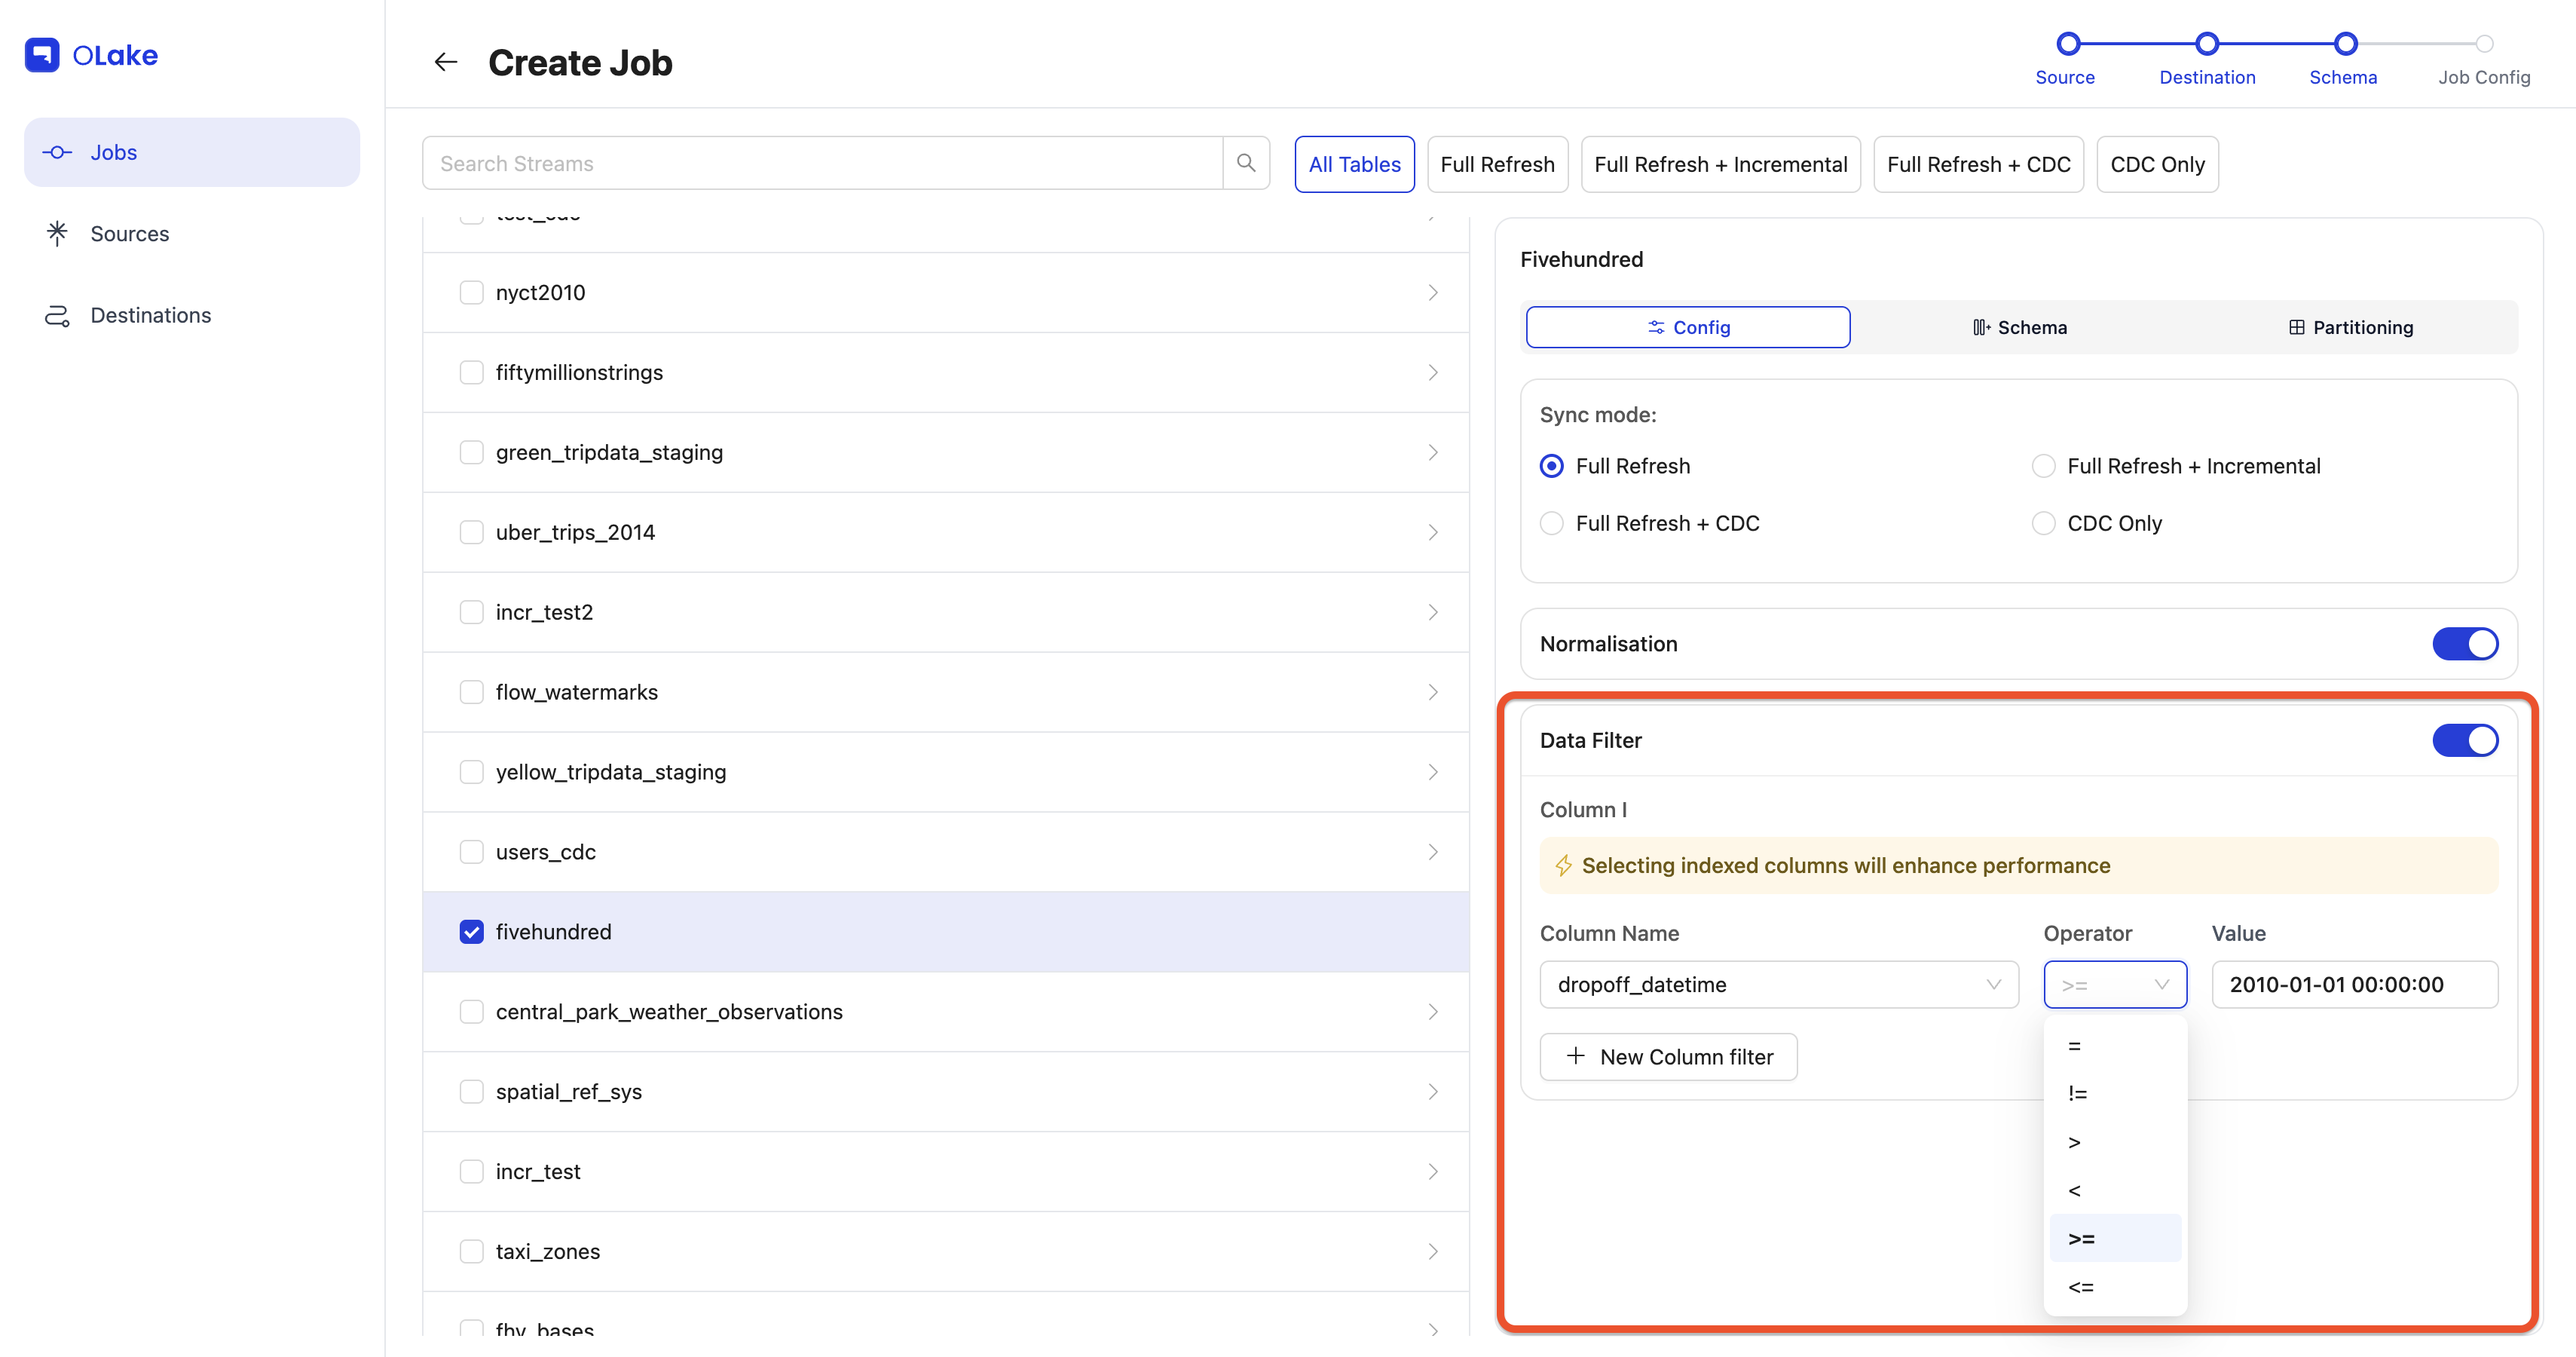 OLake
Create Job
Source
Destination
Schema
Job Config
Jobs
Sources
Destinations
Search Streams
All Tables
Full Refresh
Full Refresh + Incremental
Full Refresh + CDC
CDC Only
nyct2010
fiftymillionstrings
green_tripdata_staging
uber_trips_2014
incr_test2
flow_watermarks
yellow_tripdata_staging
users_cdc
fivehundred
central_park_weather_observations
spatial_ref_sys
incr_test
taxi_zones
fhv_bases
Fivehundred
Config
Schema
Partitioning
Sync mode:
Full Refresh
Full Refresh + Incremental
Full Refresh + CDC
CDC Only
Normalisation
Data Filter
Column I
Selecting indexed columns will enhance performance
Column Name
Operator
Value
dropoff_datetime
>=
2010-01-01 00:00:00
New Column filter
=
!=
>
<
>=
<=